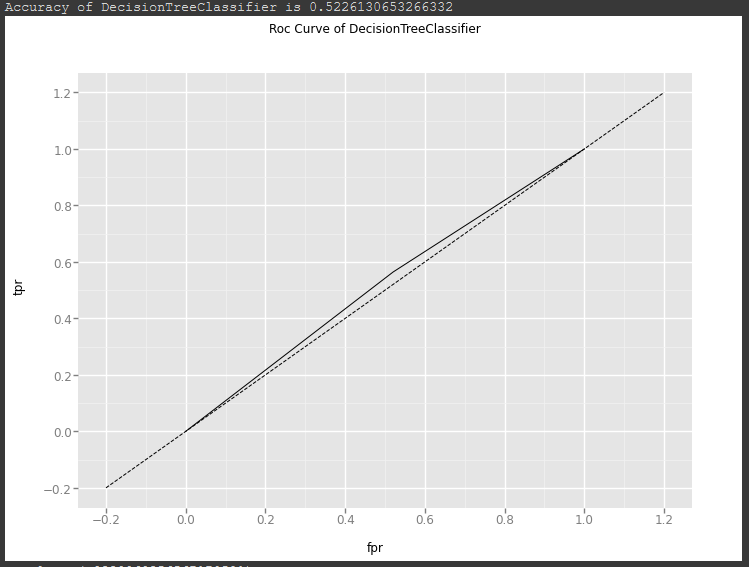 Accuracy of DecisionTreeClassifier is 0.5226130653266332
Roc Curve of DecisionTreeClassifier
1.2
1.0
0.8
0.6
0.4
0.2
0.0
−0.2
tpr
−0.2 0.0 0.2 0.4 0.6 0.8 1.0 1.2
fpr